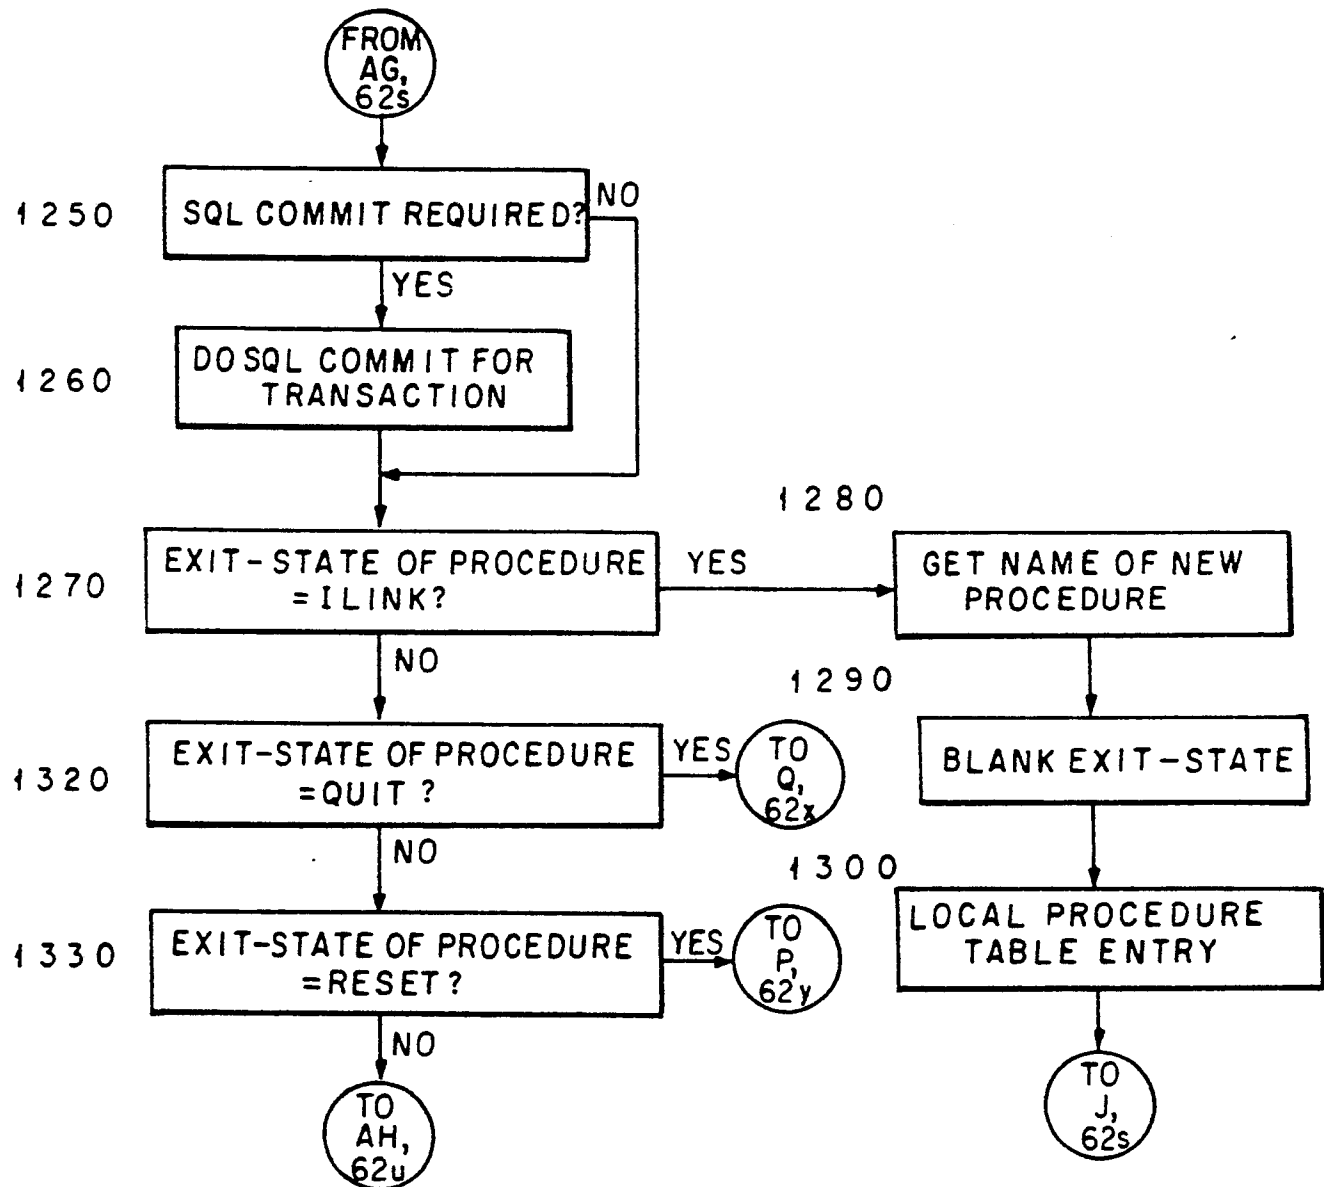 FROM
AG,
62s
1250
SQL COMMIT REQUIRED?
NO
YES
1260
DO SQL COMMIT FOR
TRANSACTION
1270
EXIT-STATE OF PROCEDURE
=ILINK?
YES
1280
GET NAME OF NEW
PROCEDURE
NO
1290
BLANK EXIT-STATE
1320
EXIT-STATE OF PROCEDURE
=QUIT?
YES
TO
Q,
62x
NO
1300
LOCAL PROCEDURE
TABLE ENTRY
1330
EXIT-STATE OF PROCEDURE
=RESET?
YES
TO
P,
62y
NO
TO
AH,
62u
TO
J,
62s